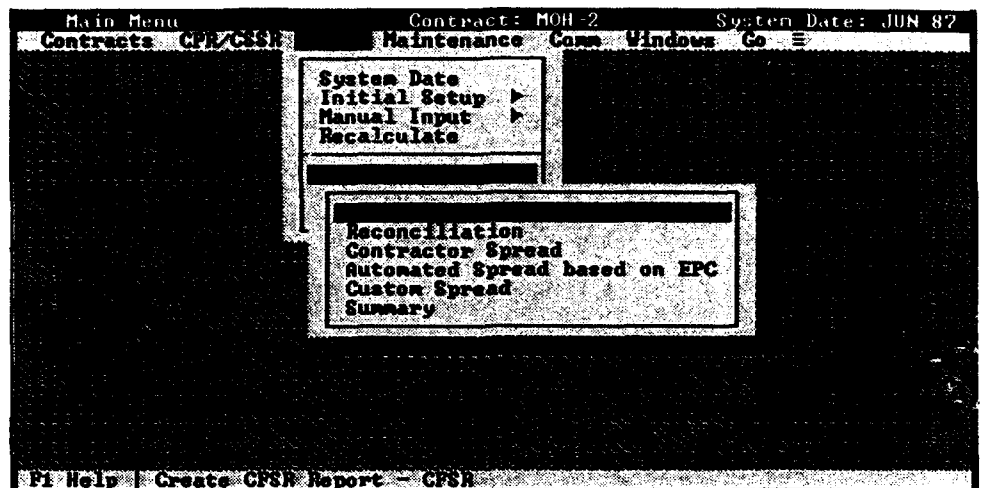 Main Menu Contract: MOH-2 System Date: JUN 87
Contracts CPR/CSSR Maintenance Comm Windows Go ≡
System Date
Initial Setup ►
Manual Input ►
Recalculate
Reconciliation
Contractor Spread
Automated Spread based on EPC
Custom Spread
Summary
F1 Help | Create CFSR Report - CFSR